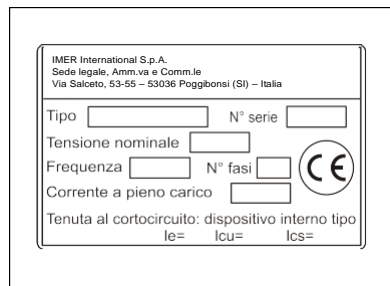 IMER International S.p.A.
Sede legale, Amm.va e Comm.le
Via Salceto, 53-55 – 53036 Poggibonsi (SI) – Italia
Tipo N° serie
Tensione nominale
Frequenza N° fasi CE
Corrente a pieno carico
Tenuta al cortocircuito: dispositivo interno tipo
Ie= Icu= Ics=